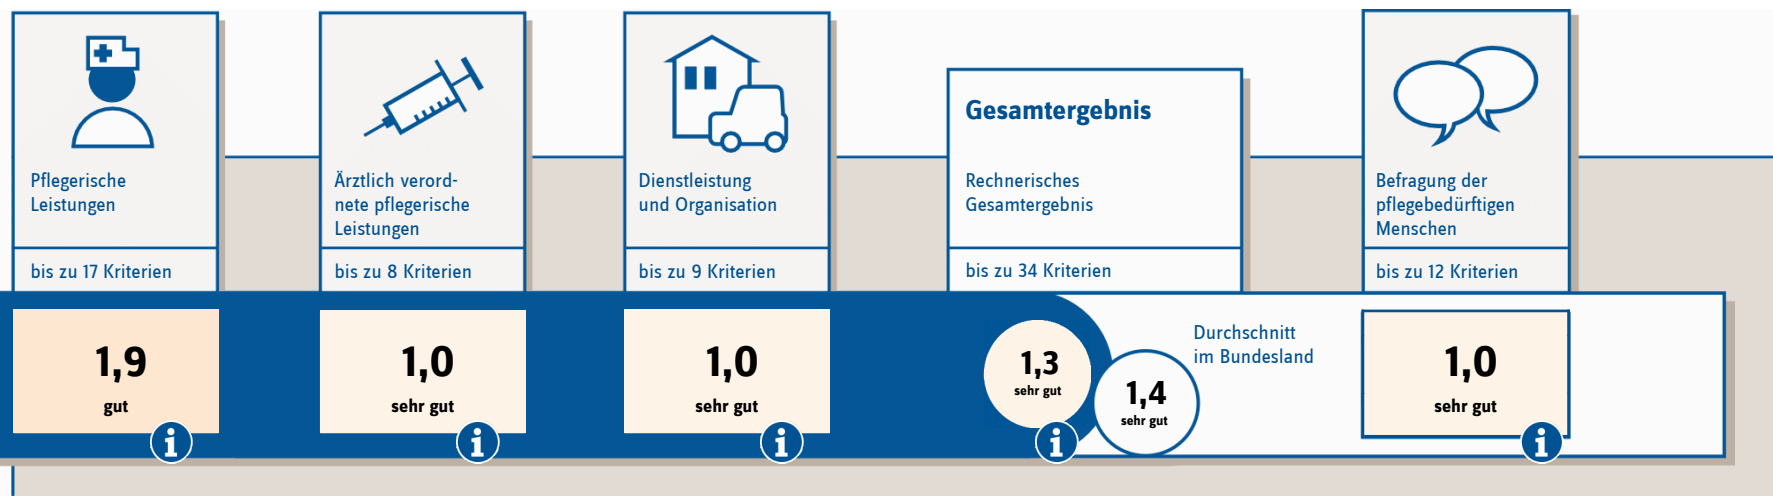 Pflegerische
Leistungen
bis zu 17 Kriterien
1,9
gut
i
Ärztlich verord-
nete pflegerische
Leistungen
bis zu 8 Kriterien
1,0
sehr gut
i
Dienstleistung
und Organisation
bis zu 9 Kriterien
1,0
sehr gut
i
Gesamtergebnis
Rechnerisches
Gesamtergebnis
bis zu 34 Kriterien
1,3
sehr gut
i
1,4
sehr gut
Durchschnitt
im Bundesland
Befragung der
pflegebedürftigen
Menschen
bis zu 12 Kriterien
1,0
sehr gut
i